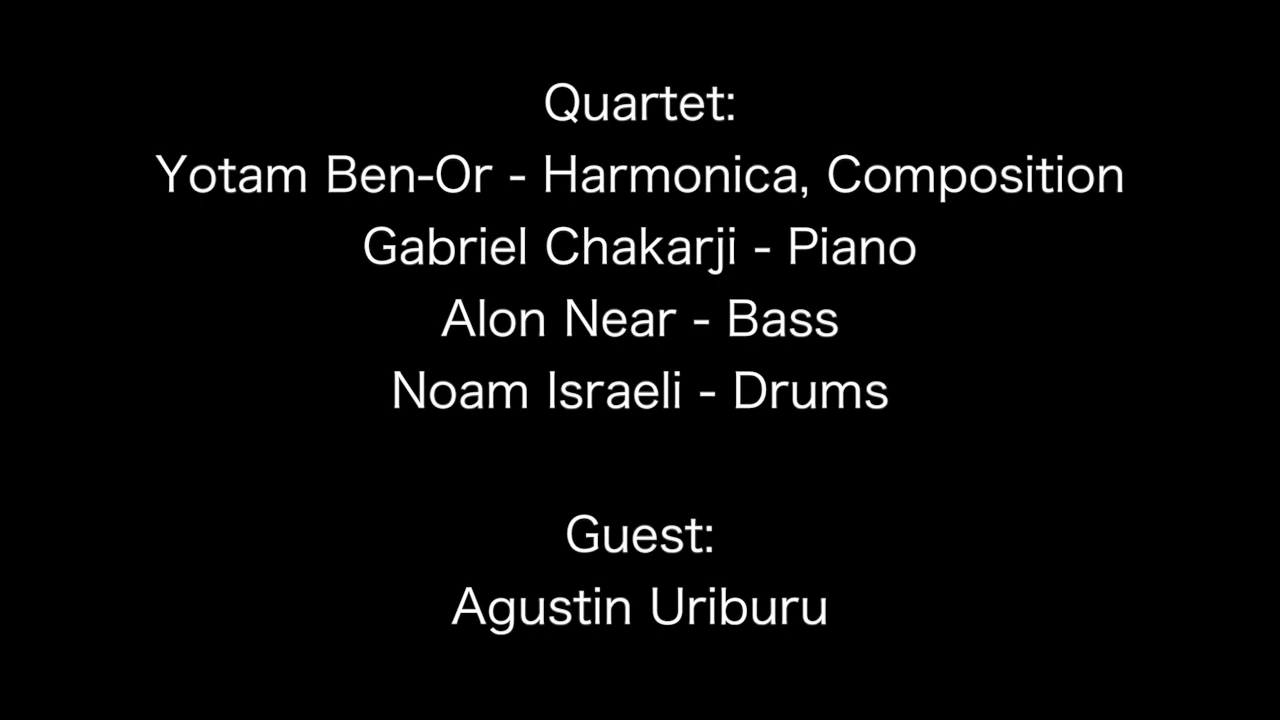 Quartet:
Yotam Ben-Or - Harmonica, Composition
Gabriel Chakarji - Piano
Alon Near - Bass
Noam Israeli - Drums
Guest:
Agustin Uriburu